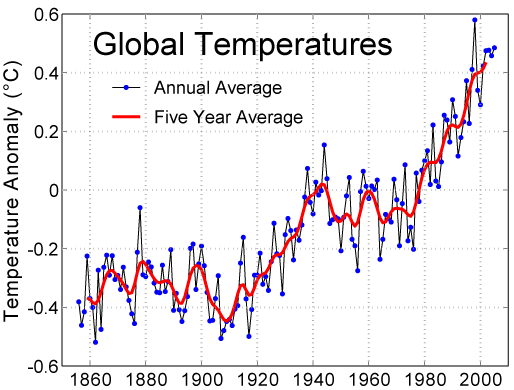 Global Temperatures
Annual Average
Five Year Average
Temperature Anomaly (°C)
0.6
0.4
0.2
0
-0.2
-0.4
-0.6
1860 1880 1900 1920 1940 1960 1980 2000